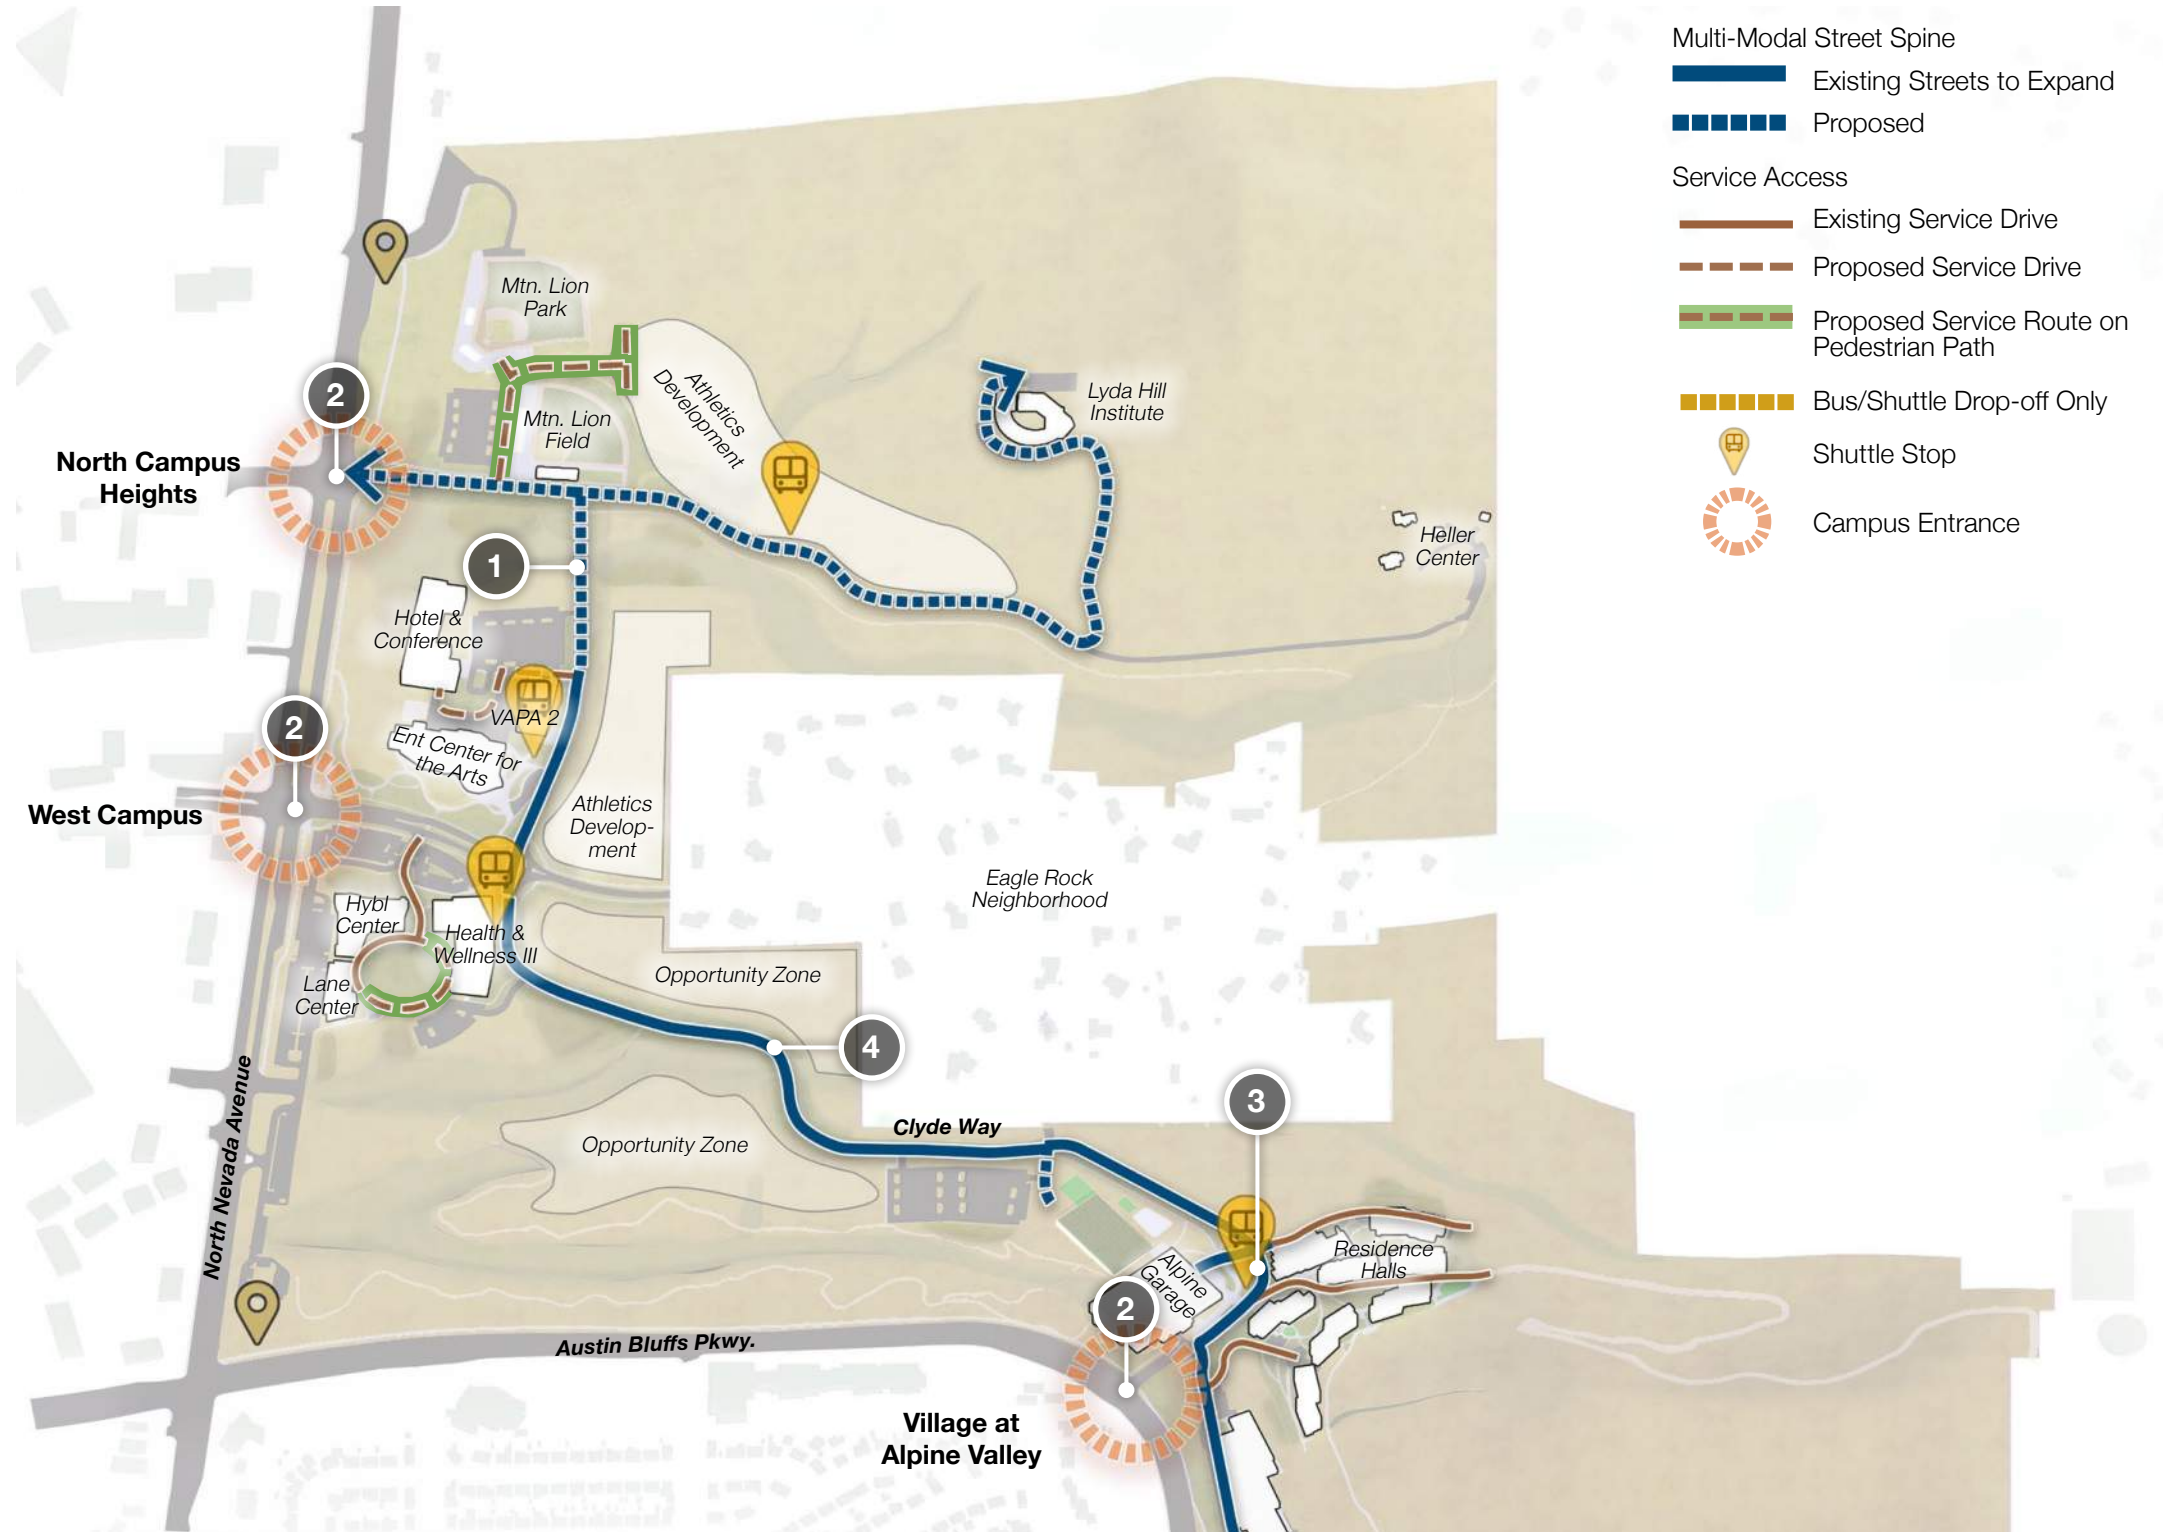 Multi-Modal Street Spine
Existing Streets to Expand
Proposed
Service Access
Existing Service Drive
Proposed Service Drive
Proposed Service Route on
Pedestrian Path
Bus/Shuttle Drop-off Only
Shuttle Stop
Campus Entrance
Mtn. Lion
Park
2
Athletics
Development
Lyda Hill
Institute
Mtn. Lion
Field
North Campus
Heights
Heller
Center
1
Hotel &
Conference
2
VAPA 2
Ent Center for
the Arts
West Campus
Athletics
Develop-
ment
Eagle Rock
Neighborhood
Hybl
Center
Health &
Wellness III
Lane
Center
Opportunity Zone
4
3
Clyde Way
Opportunity Zone
North Nevada Avenue
Residence
Halls
Alpine
Garage
2
Austin Bluffs Pkwy.
Village at
Alpine Valley